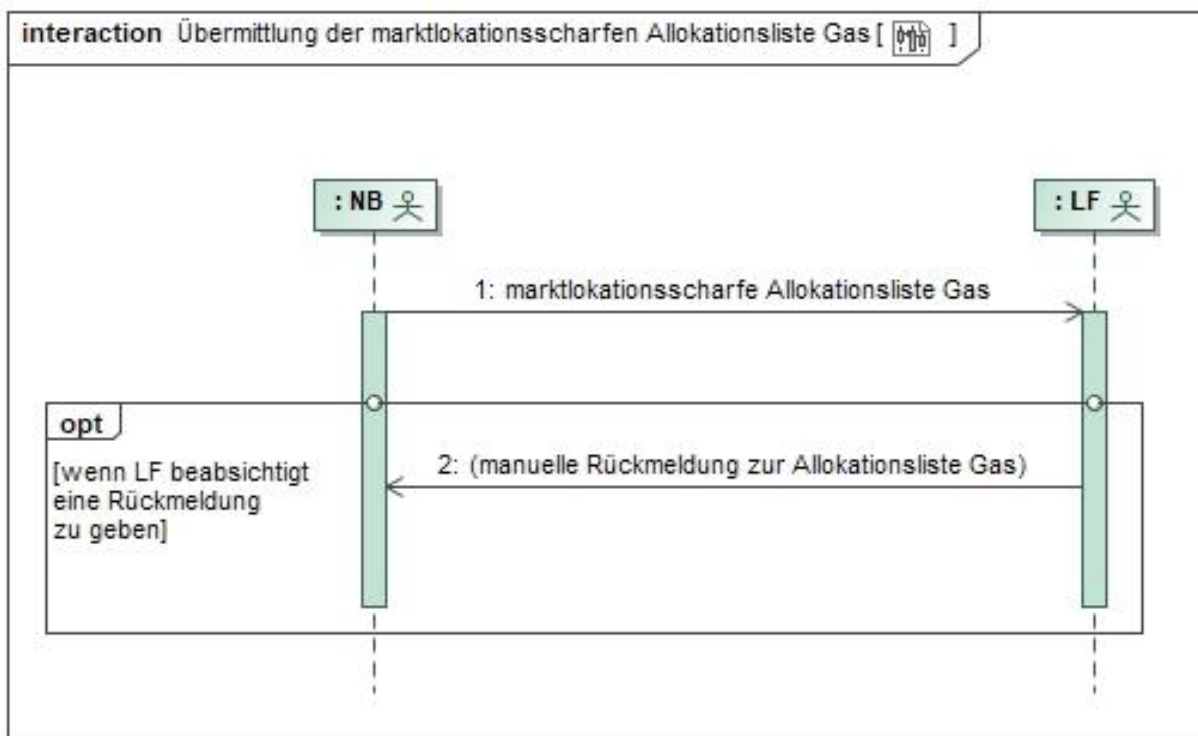 interaction Übermittlung der marktlokationsscharfen Allokationsliste Gas [ ]
: NB
: LF
1: marktlokationsscharfe Allokationsliste Gas
opt
[wenn LF beabsichtigt
eine Rückmeldung
zu geben]
2: (manuelle Rückmeldung zur Allokationsliste Gas)